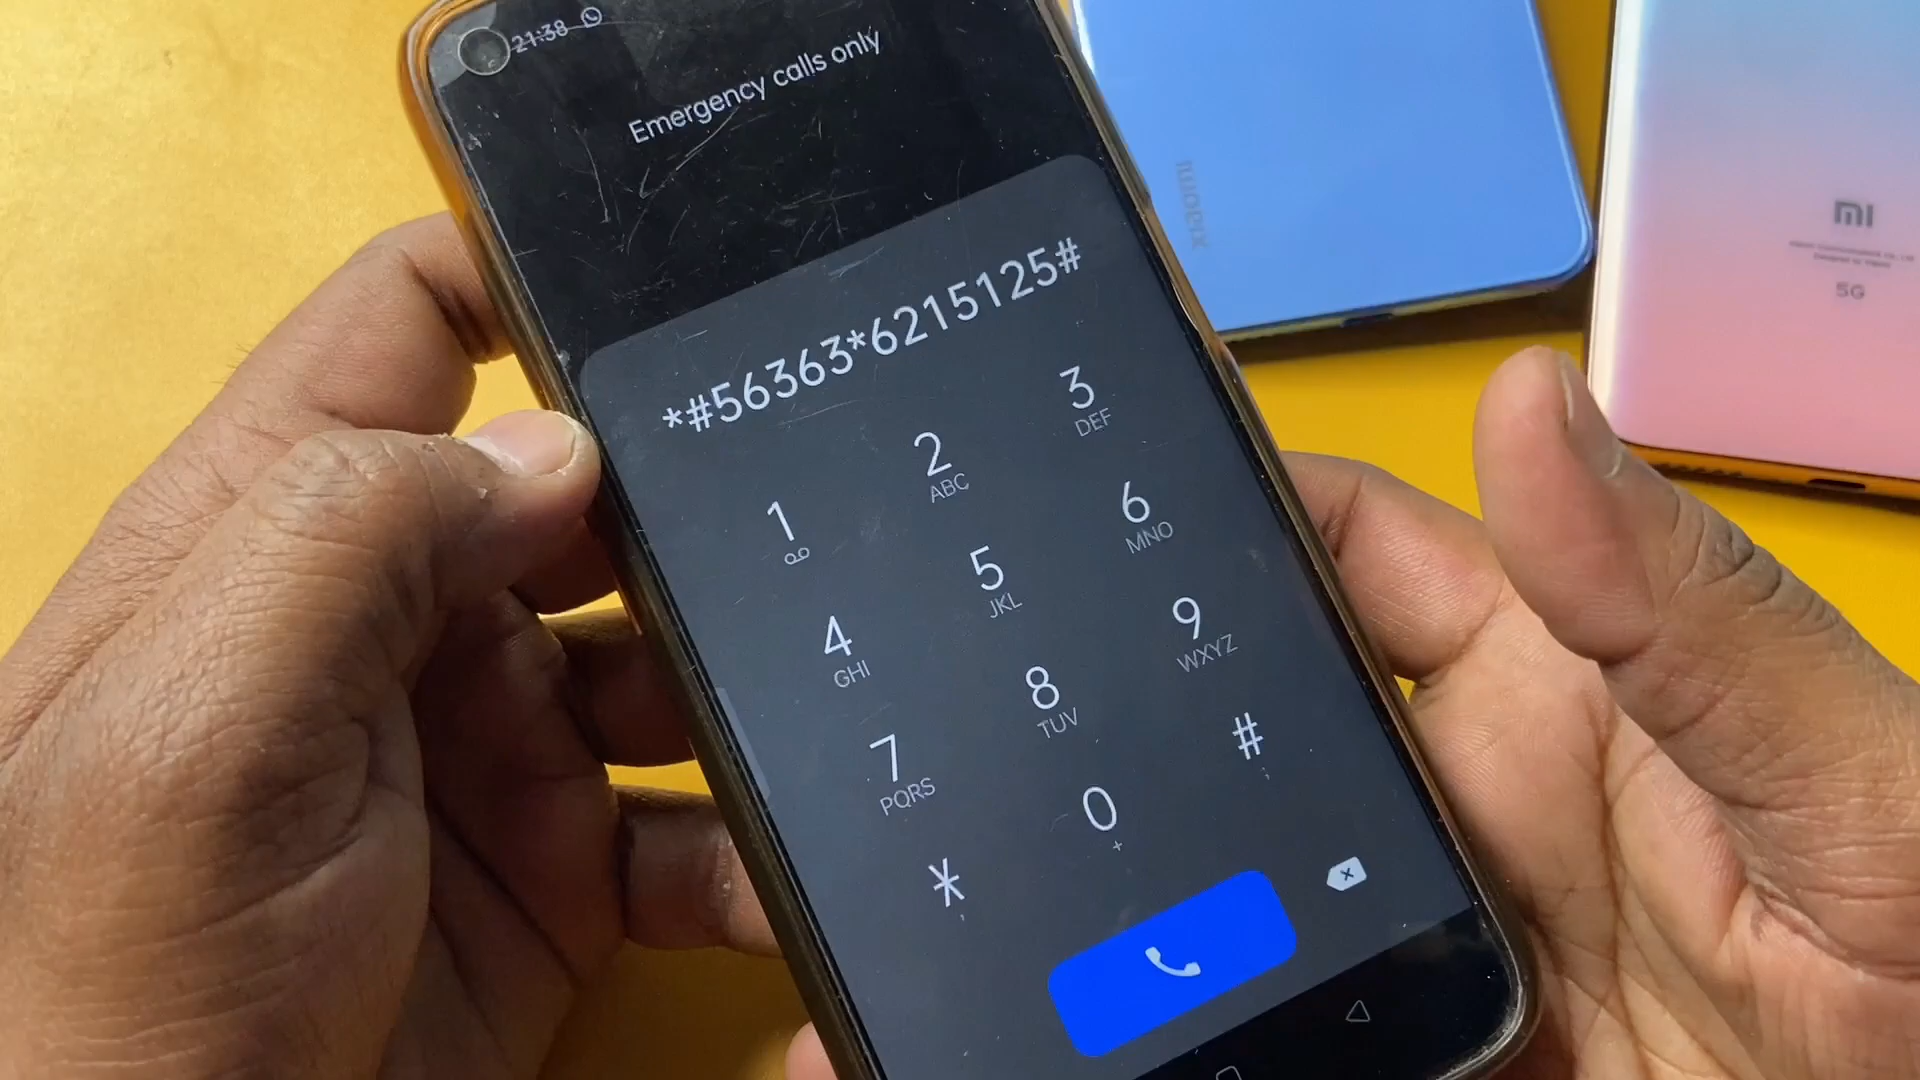 21:38
Emergency calls only
*#56363*6215125#
1
2
ABC
3
DEF
4
GHI
5
JKL
6
MNO
7
PQRS
8
TUV
9
WXYZ
*
,
0
+
#
;
xiaomi
mi
5G